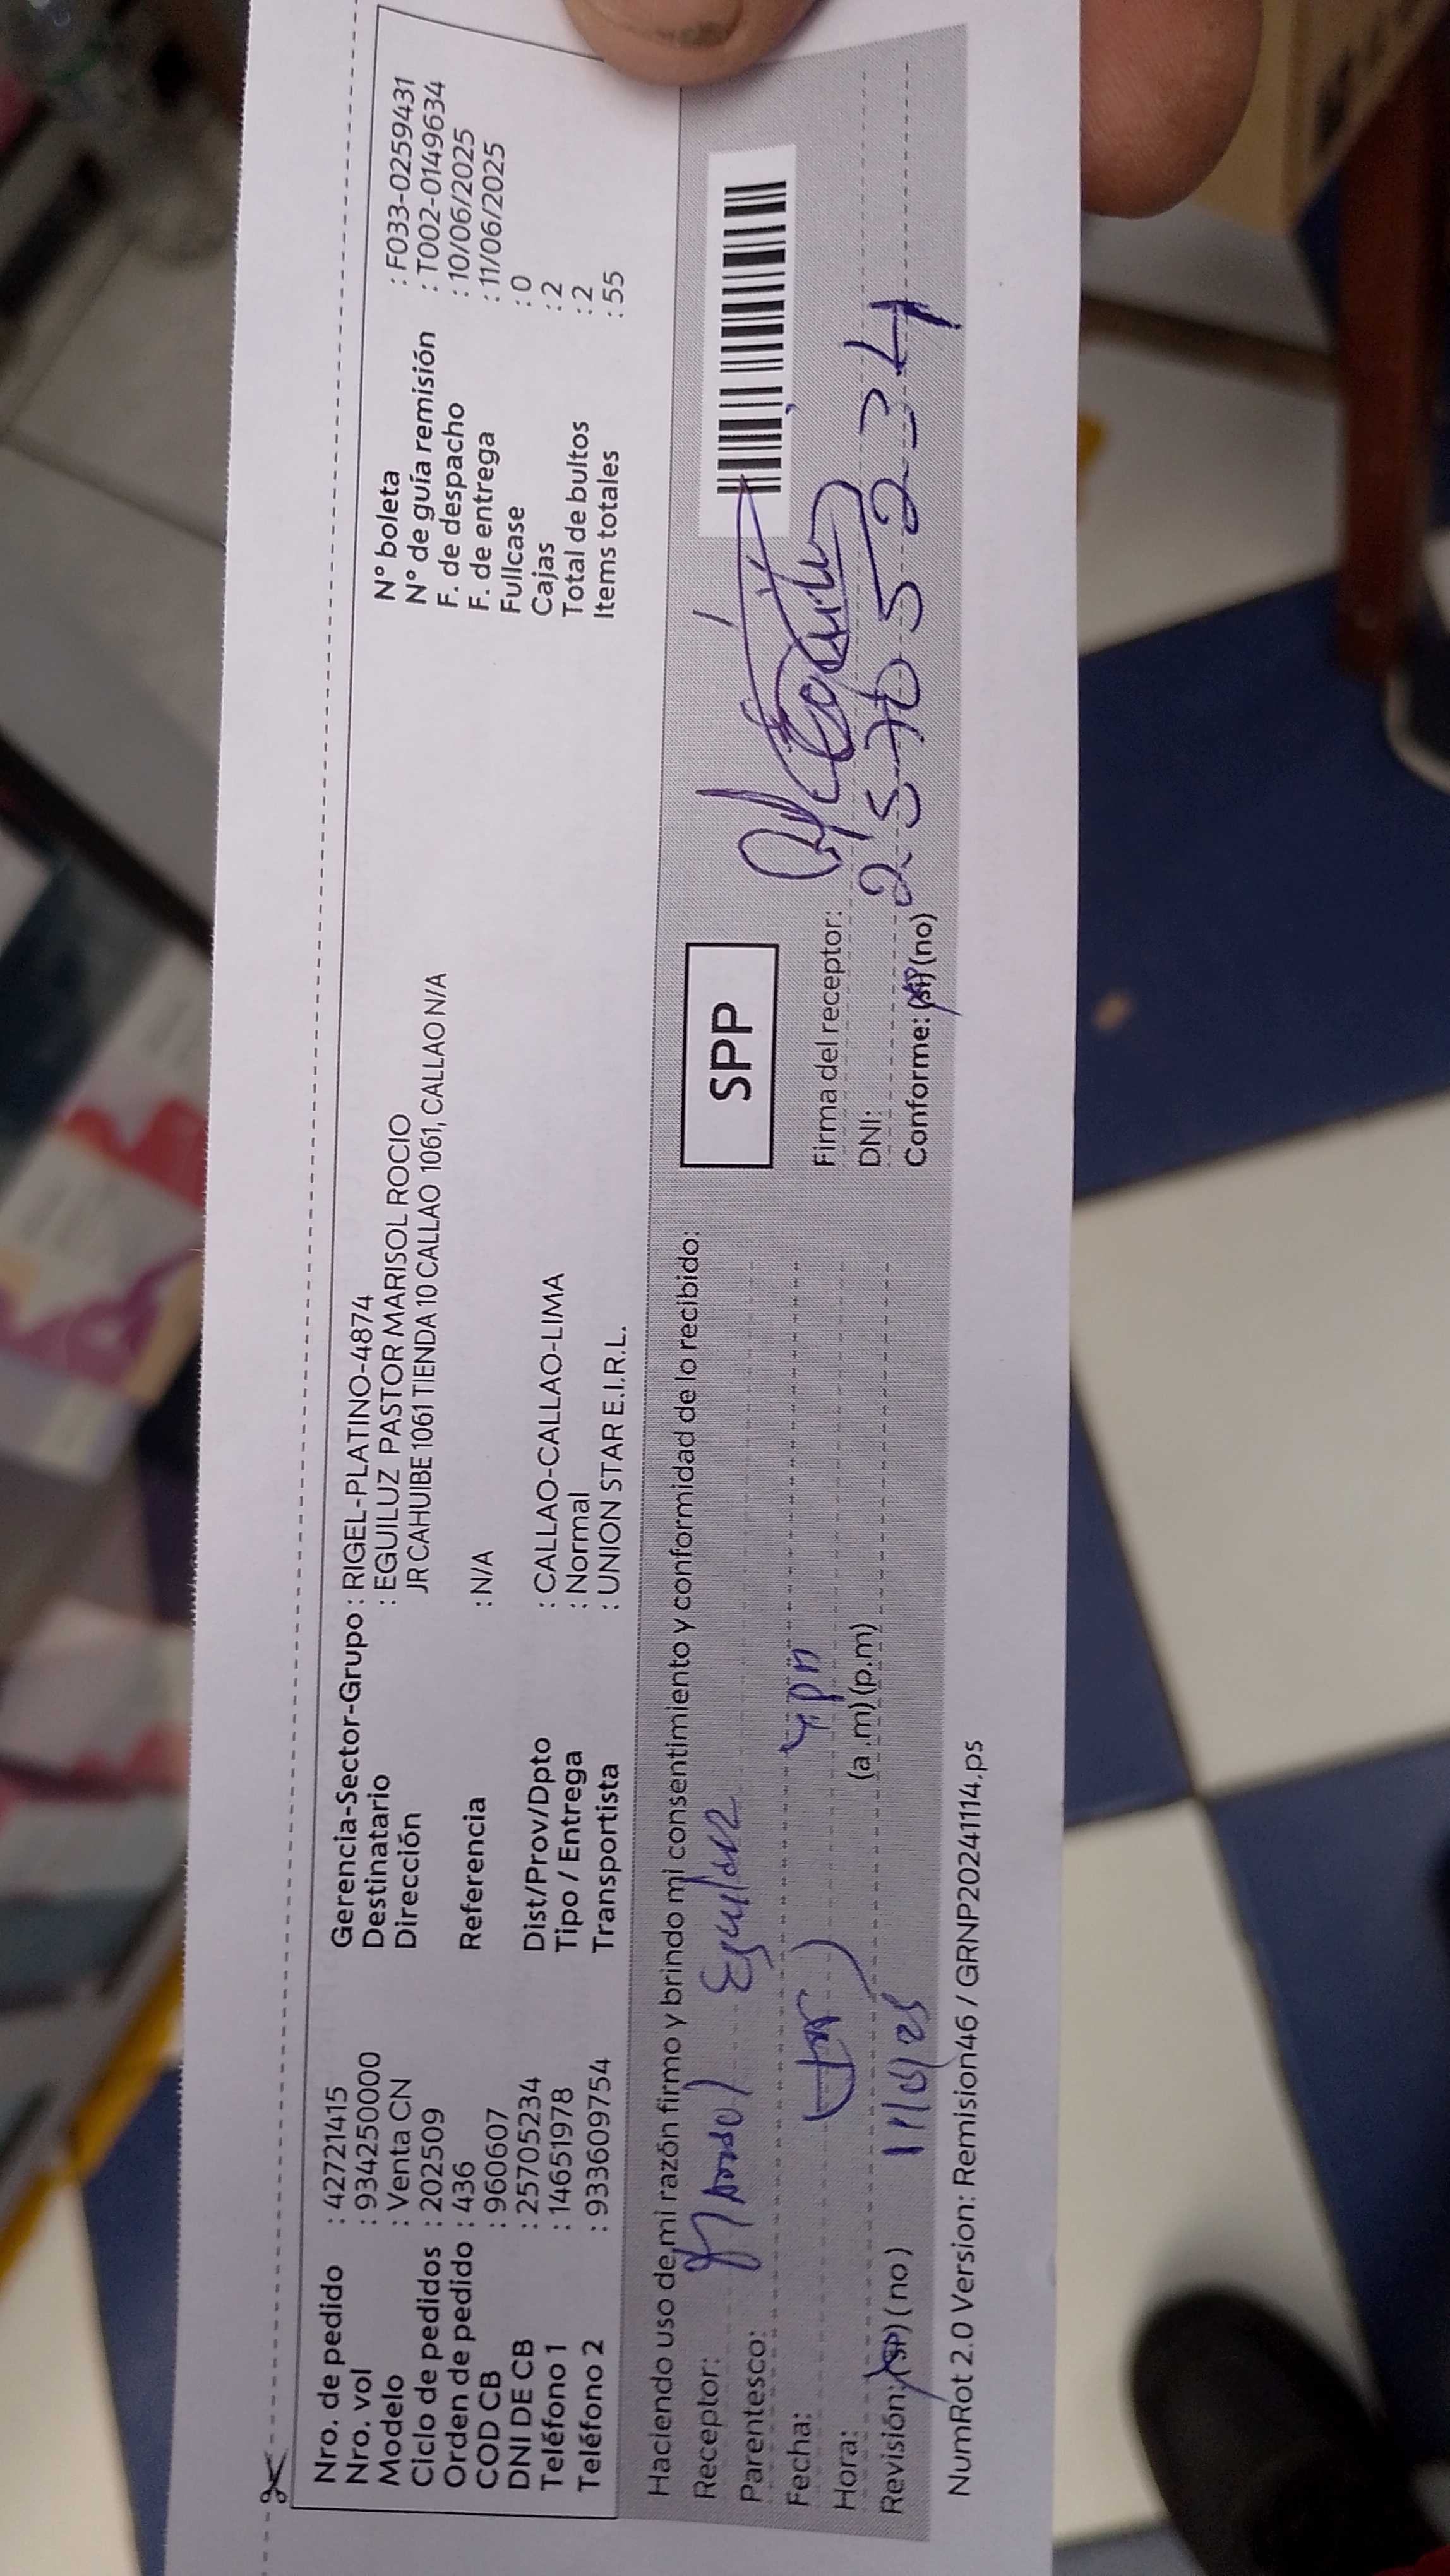 Nro. de pedido : 427721415
Nro. vol : 934250000
Modelo : Venta CN
Ciclo de pedidos : 202509
Orden de pedido : 436
COD CB : 960607
DNI DE CB : 25705234
Teléfono 1 : 14651978
Teléfono 2 : 933609754
Gerencia-Sector-Grupo : RIGEL-PLATINO-4874
Destinatario : EGUILUZ PASTOR MARISOL ROCIO
Dirección JR CAHUIBE 1061 TIENDA 10 CALLAO 1061, CALLAO N/A
Referencia : N/A
Dist/Prov/Dpto : CALLAO-CALLAO-LIMA
Tipo / Entrega : Normal
Transportista : UNION STAR E.I.R.L.
N° boleta : F033-0259431
N° de guía remisión : T002-0149634
F. de despacho : 10/06/2025
F. de entrega : 11/06/2025
Fullcase : 0
Cajas : 2
Total de bultos : 2
Items totales : 55
Haciendo uso de mi razón firmo y brindo mi consentimiento y conformidad de lo recibido:
Receptor: Marisol Eguiluz
Parentesco:
Fecha:
Hora: (a .m) (p.m)
Revisión: (si) (no)
SPP
Firma del receptor:
DNI: 25705234
Conforme: (si) (no)
NumRot 2.0 Version: Remision46 / GRNP20241114.ps